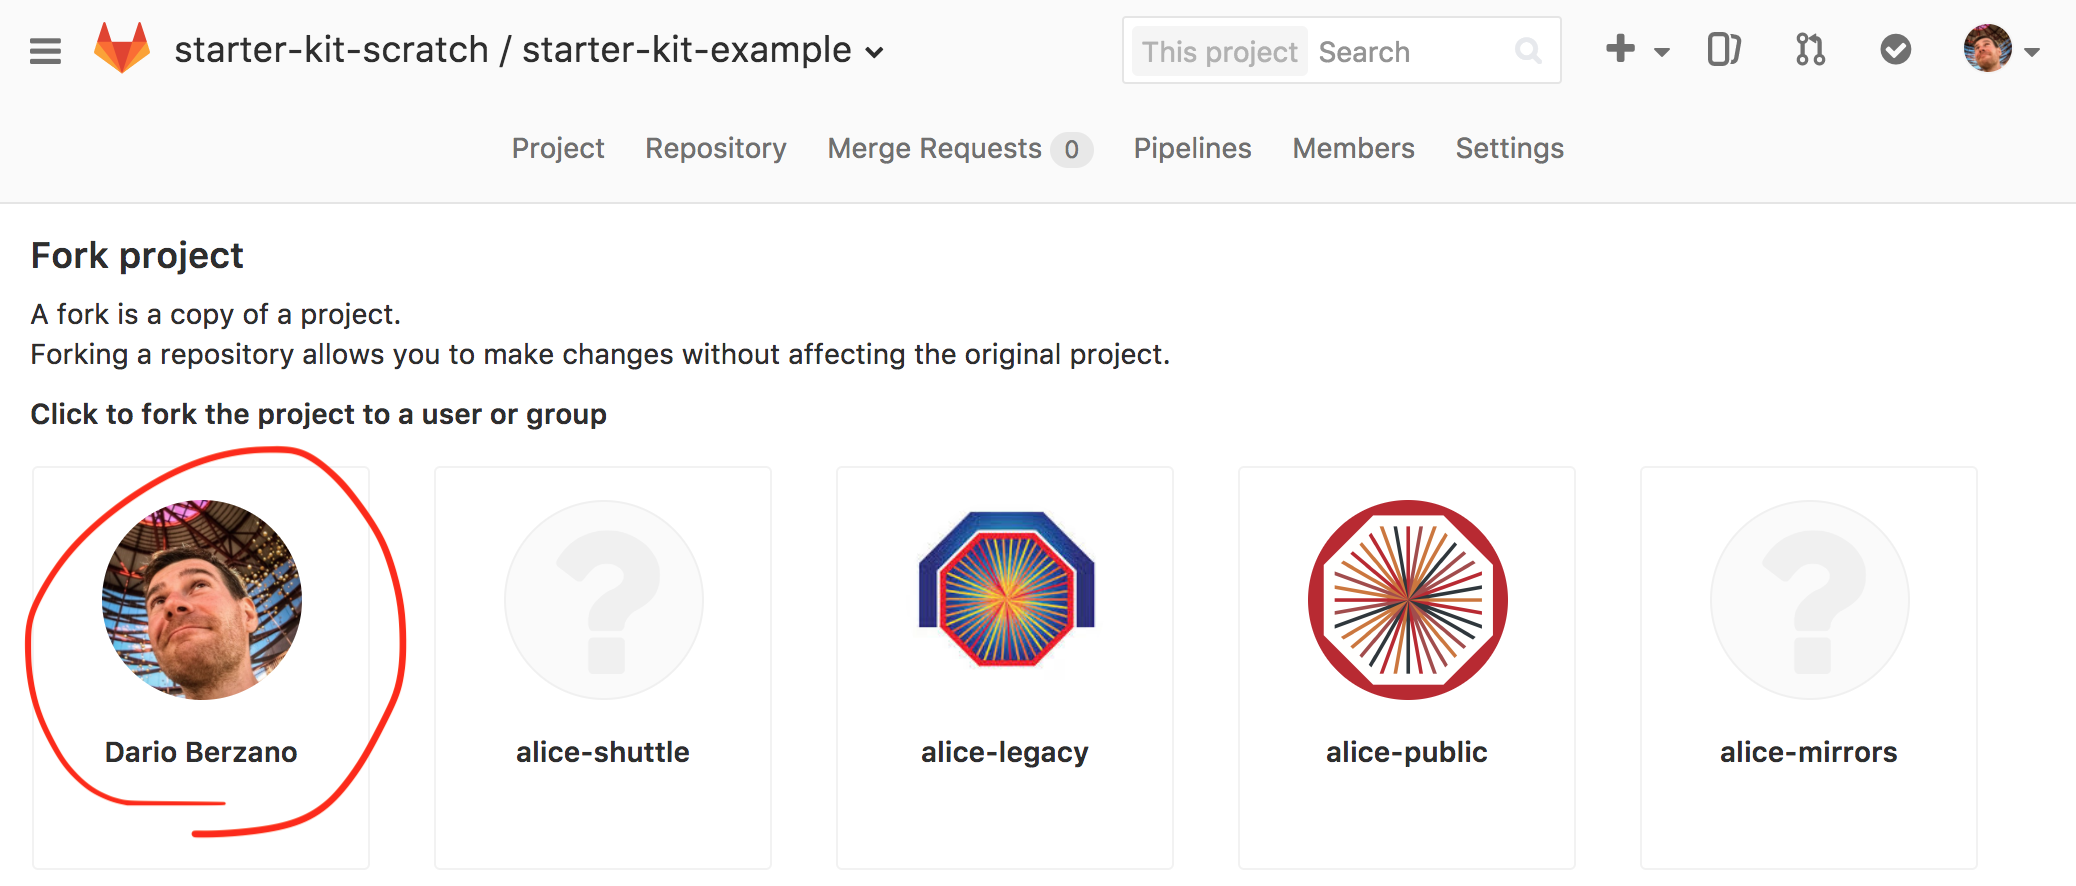 starter-kit-scratch / starter-kit-example
This project Search
Project Repository Merge Requests 0 Pipelines Members Settings
Fork project
A fork is a copy of a project.
Forking a repository allows you to make changes without affecting the original project.
Click to fork the project to a user or group
Dario Berzano alice-shuttle alice-legacy alice-public alice-mirrors